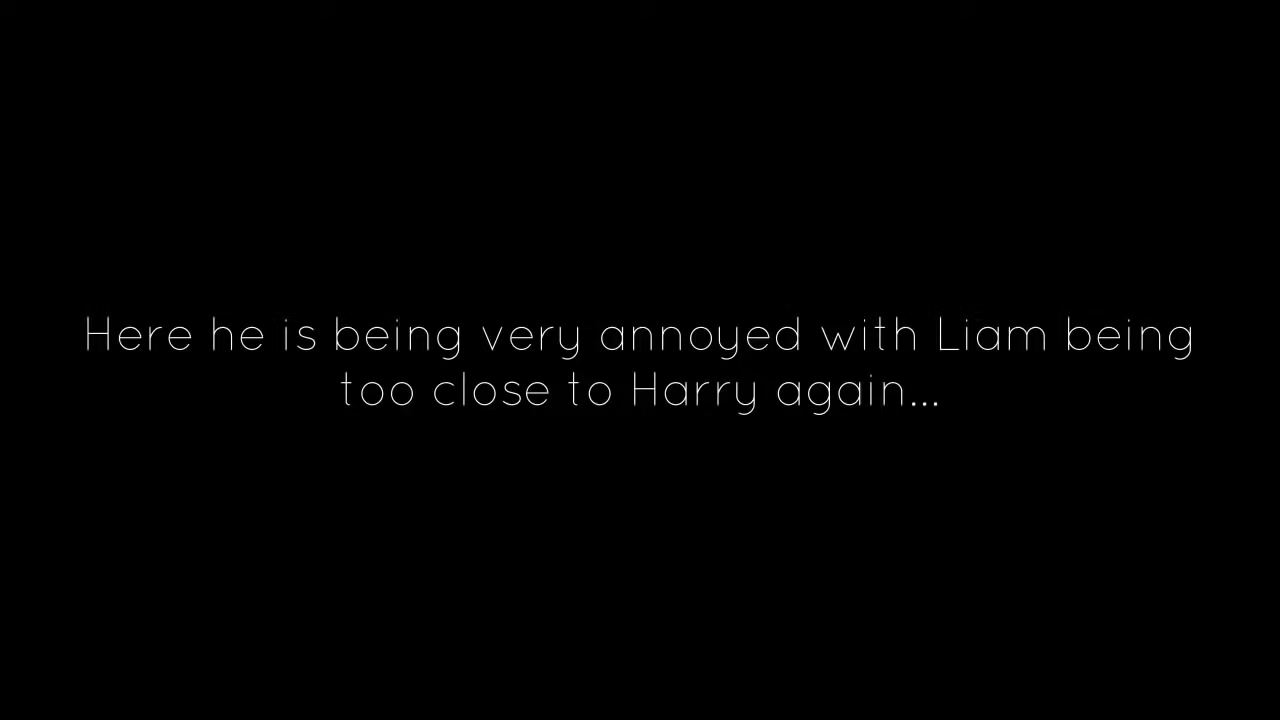 Here he is being very annoyed with Liam being
too close to Harry again...